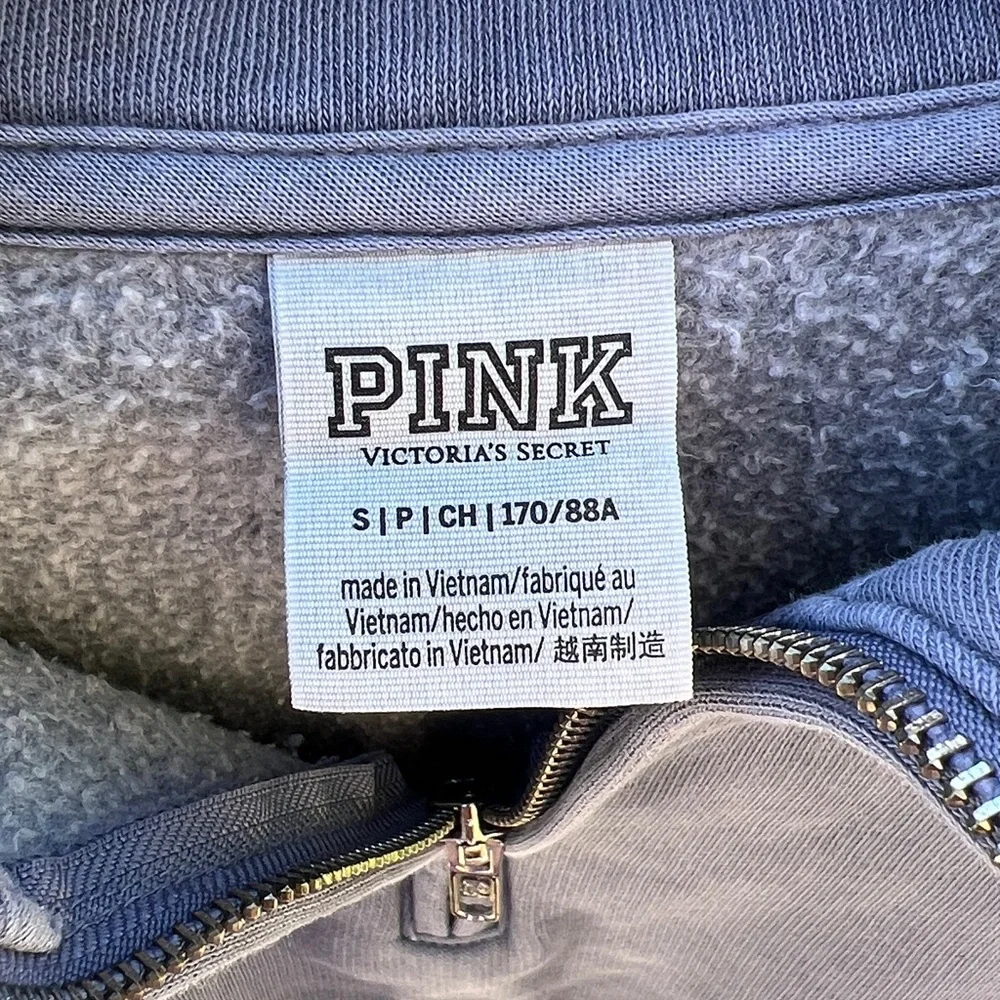 PINK
VICTORIA'S SECRET
S | P | CH | 170/88A
made in Vietnam/fabriqué au
Vietnam/hecho en Vietnam/
fabbricato in Vietnam/ 越南制造